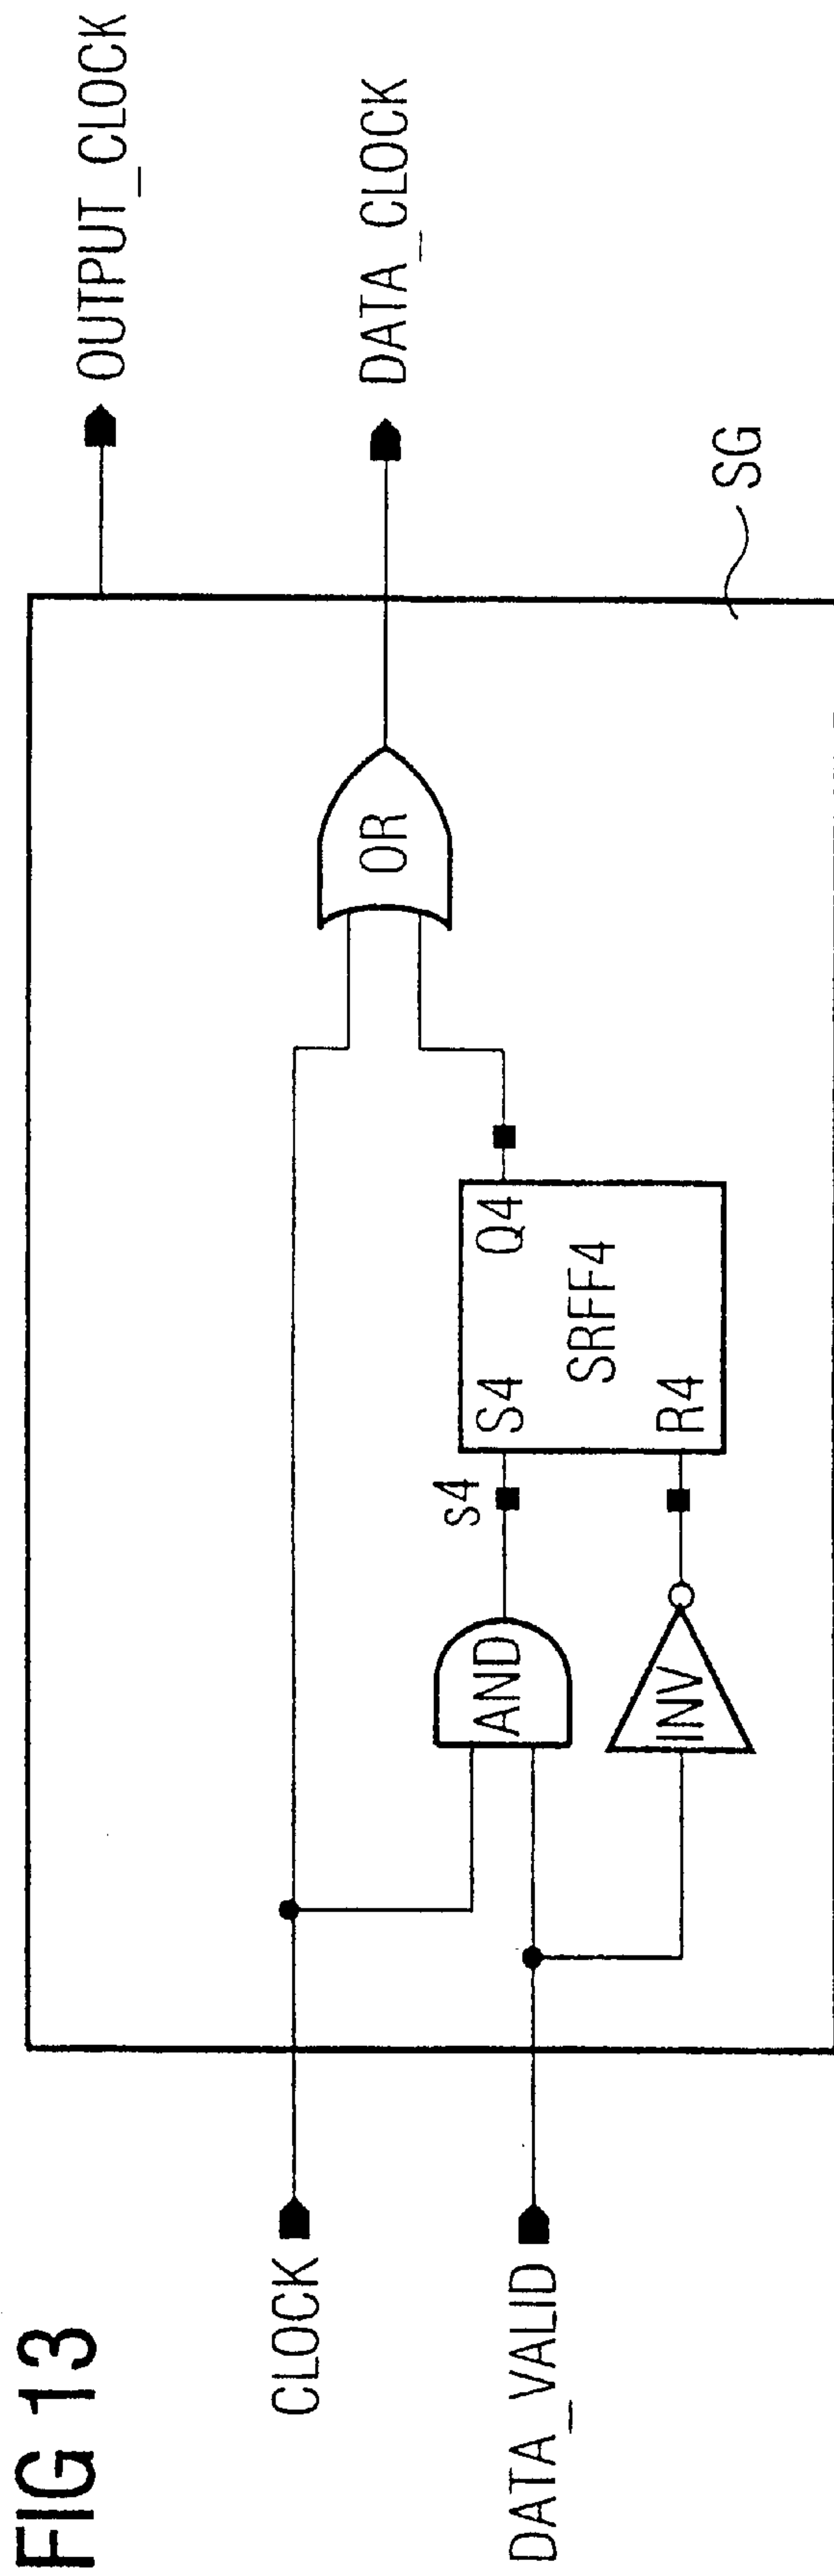 FIG 13
OUTPUT_CLOCK
CLOCK
OR
DATA_CLOCK
s4
AND
S4
Q4
SRFF4
DATA_VALID
INV
R4
SG